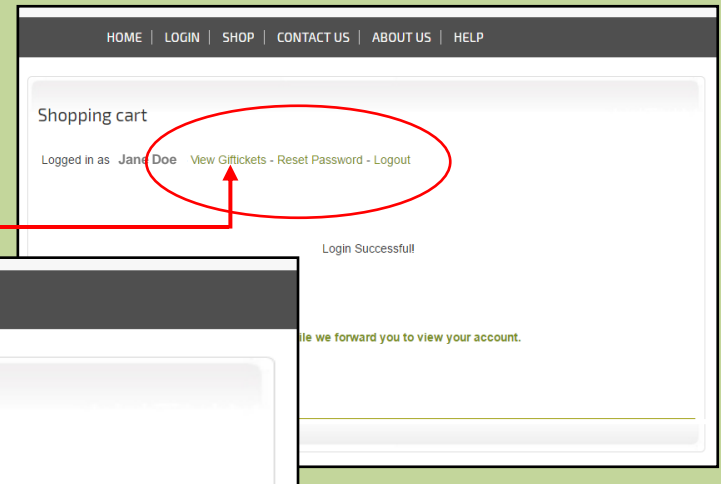 HOME | LOGIN | SHOP | CONTACT US | ABOUT US | HELP
Shopping cart
Logged in as Jane Doe View Giftickets - Reset Password - Logout
Login Successful!
we forward you to view your account.